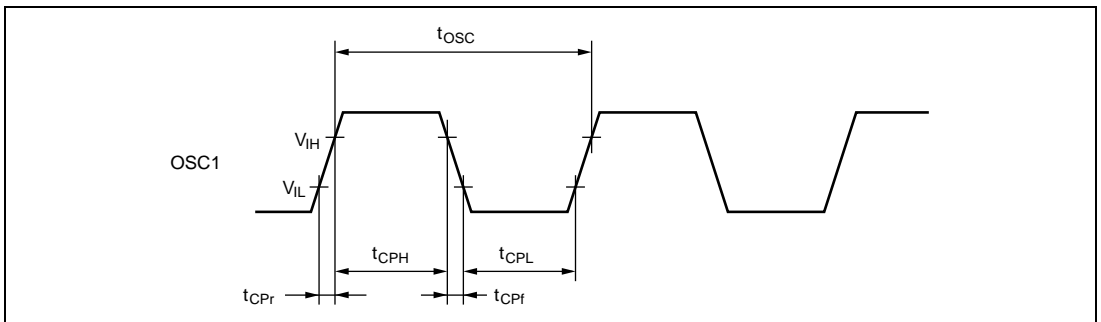 tOSC
VIH
OSC1
VIL
tCPH
tCPL
tCPr
tCPf